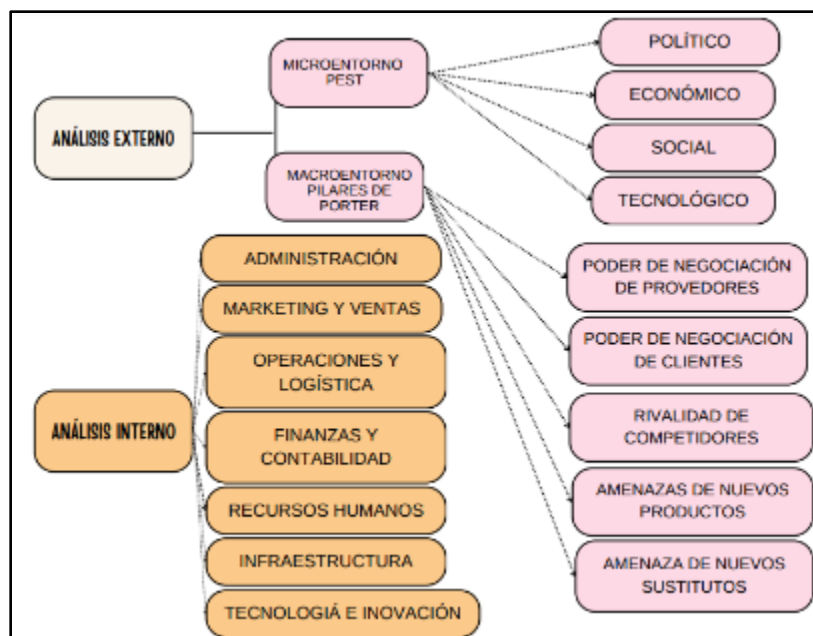 ANÁLISIS EXTERNO
MICROENTORNO
PEST
MACROENTORNO
PILARES DE
PORTER
POLÍTICO
ECONÓMICO
SOCIAL
TECNOLÓGICO
PODER DE NEGOCIACIÓN
DE PROVEDORES
PODER DE NEGOCIACIÓN
DE CLIENTES
RIVALIDAD DE
COMPETIDORES
AMENAZAS DE NUEVOS
PRODUCTOS
AMENAZA DE NUEVOS
SUSTITUTOS
ANÁLISIS INTERNO
ADMINISTRACIÓN
MARKETING Y VENTAS
OPERACIONES Y
LOGÍSTICA
FINANZAS Y
CONTABILIDAD
RECURSOS HUMANOS
INFRAESTRUCTURA
TECNOLOGIÁ E INOVACIÓN